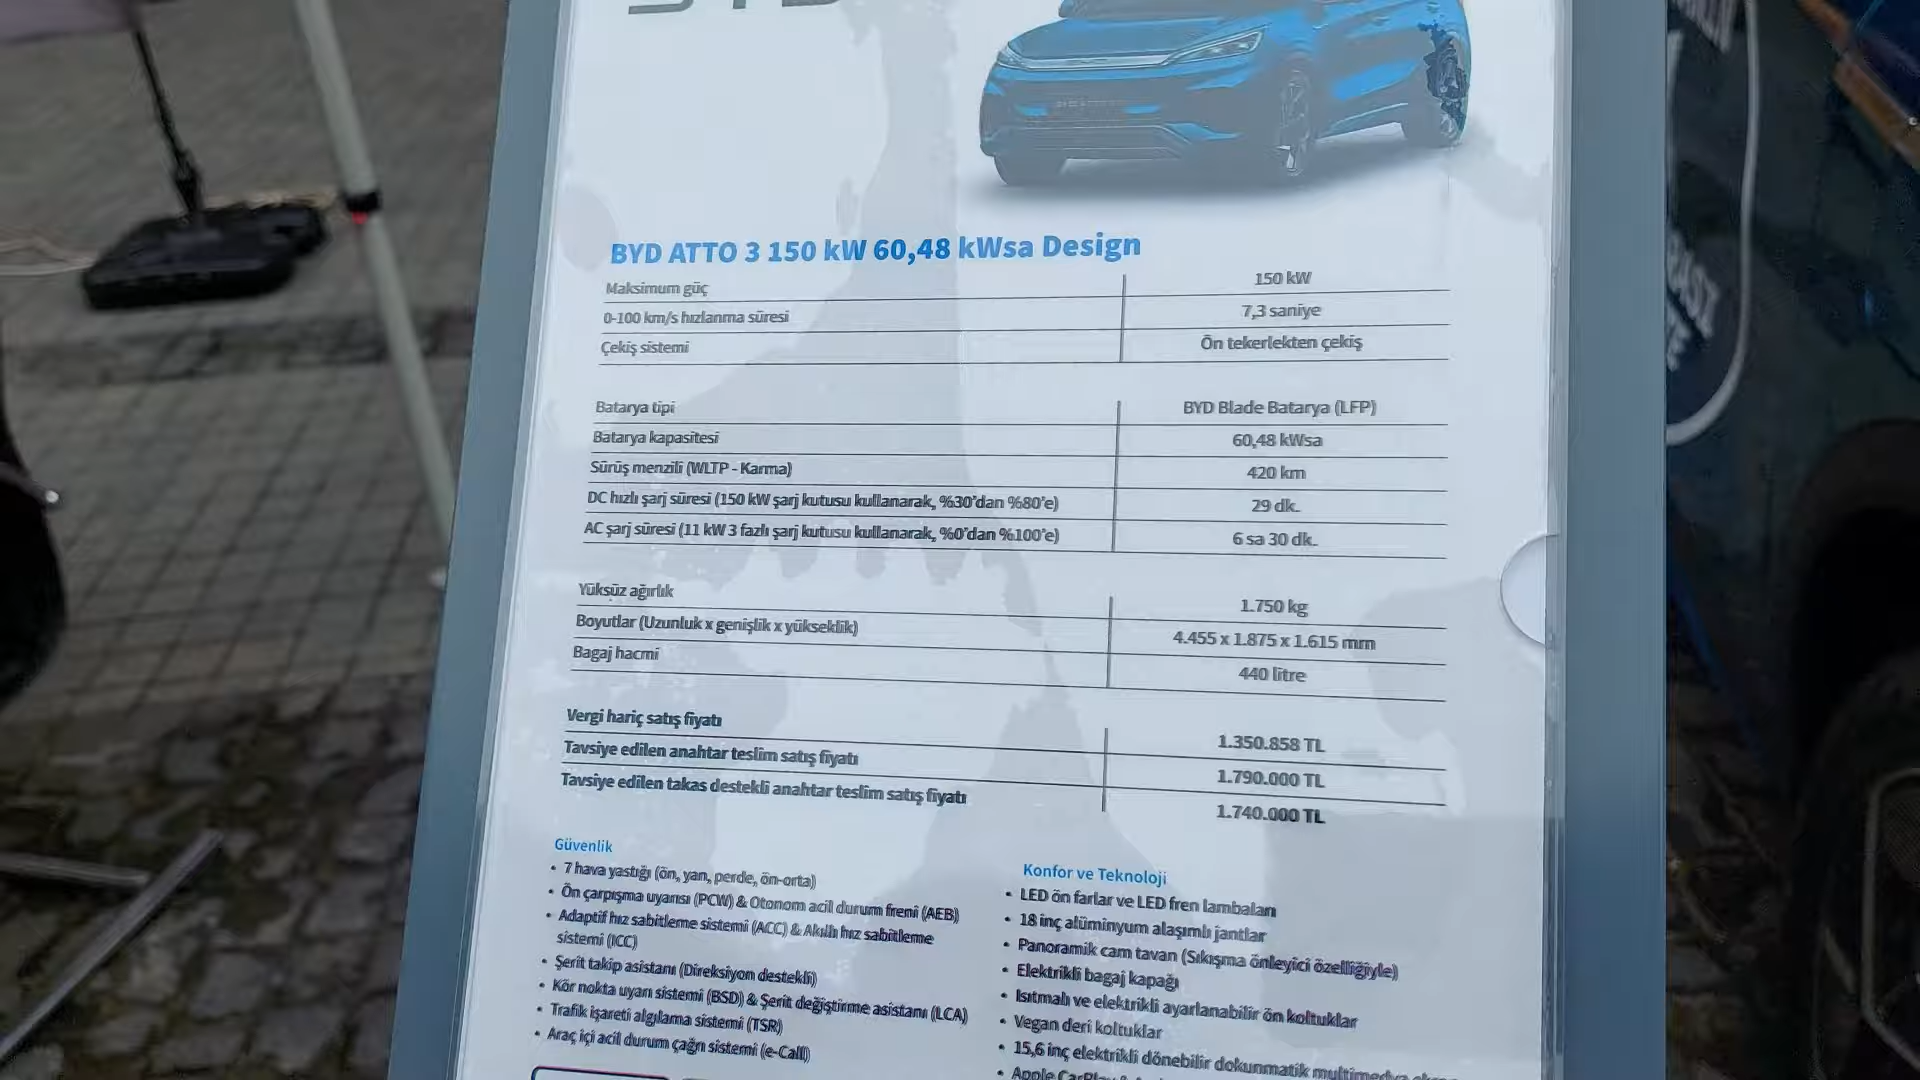 BYD ATTO 3 150 kW 60,48 kWsa Design
Maksimum güç 150 kW
0-100 km/s hızlanma süresi 7,3 saniye
Çekiş sistemi Ön tekerlekten çekiş
Batarya tipi BYD Blade Batarya (LFP)
Batarya kapasitesi 60,48 kWsa
Sürüş menzili (WLTP - Karma) 420 km
DC hızlı şarj süresi (150 kW şarj kutusu kullanarak, %30'dan %80'e) 29 dk.
AC şarj süresi (11 kW 3 fazlı şarj kutusu kullanarak, %0'dan %100'e) 6 sa 30 dk.
Yüksüz ağırlık 1.750 kg
Boyutlar (Uzunluk x genişlik x yükseklik) 4.455 x 1.875 x 1.615 mm
Bagaj hacmi 440 litre
Vergi hariç satış fiyatı 1.350.858 TL
Tavsiye edilen anahtar teslim satış fiyatı 1.790.000 TL
Tavsiye edilen takas destekli anahtar teslim satış fiyatı 1.740.000 TL
Güvenlik
• 7 hava yastığı (ön, yan, perde, ön-orta)
• Ön çarpışma uyarısı (PCW) & Otonom acil durum freni (AEB)
• Adaptif hız sabitleme sistemi (ACC) & Akıllı hız sabitleme
sistemi (ICC)
• Şerit takip asistanı (Direksiyon destekli)
• Kör nokta uyarı sistemi (BSD) & Şerit değiştirme asistanı (LCA)
• Trafik işareti algılama sistemi (TSR)
• Araç içi acil durum çağrı sistemi (e-Call)
Konfor ve Teknoloji
• LED ön farlar ve LED fren lambaları
• 18 inç alüminyum alaşımlı jantlar
• Panoramik cam tavan (Sıkışma önleyici özelliğiyle)
• Elektrikli bagaj kapağı
• Isıtmalı ve elektrikli ayarlanabilir ön koltuklar
• Vegan deri koltuklar
• 15,6 inç elektrikli dönebilir dokunmatik multimedya
• Apple CarPlay